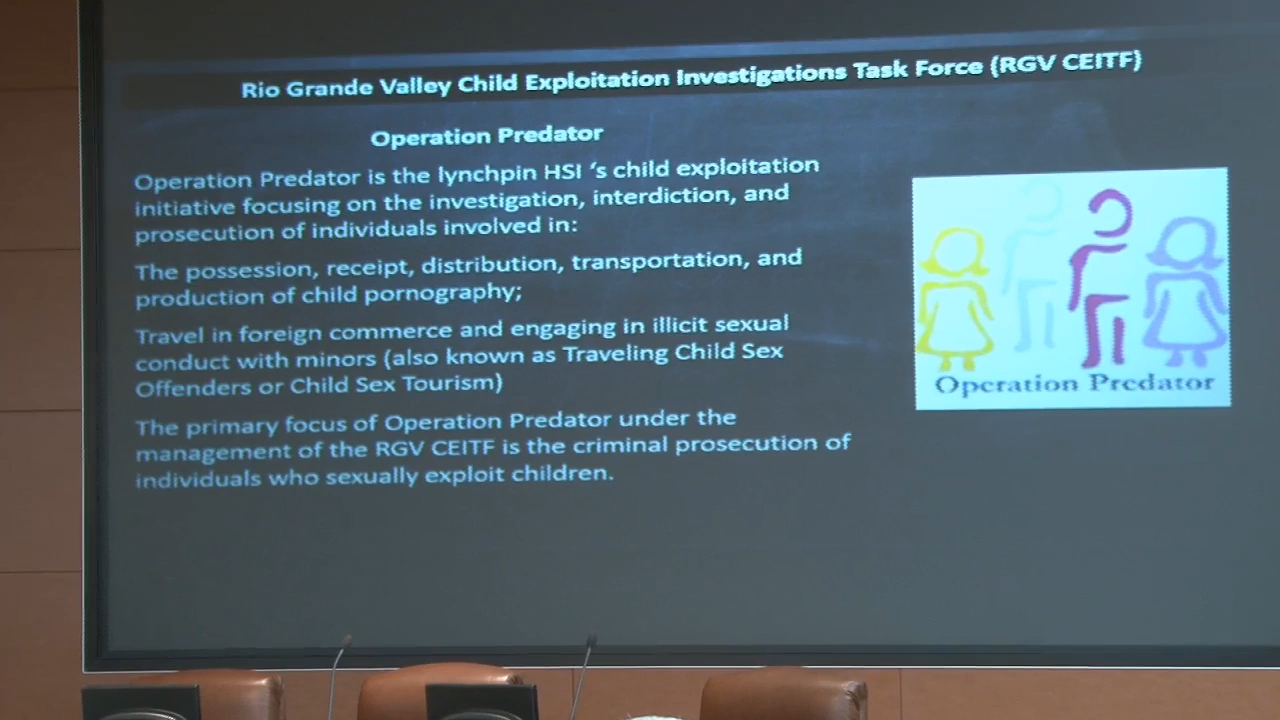 Rio Grande Valley Child Exploitation Investigations Task Force (RGV CEITF)
Operation Predator
Operation Predator is the lynchpin HSI 's child exploitation
initiative focusing on the investigation, interdiction, and
prosecution of individuals involved in:
The possession, receipt, distribution, transportation, and
production of child pornography;
Travel in foreign commerce and engaging in illicit sexual
conduct with minors (also known as Traveling Child Sex
Offenders or Child Sex Tourism)
The primary focus of Operation Predator under the
management of the RGV CEITF is the criminal prosecution of
individuals who sexually exploit children.
Operation Predator